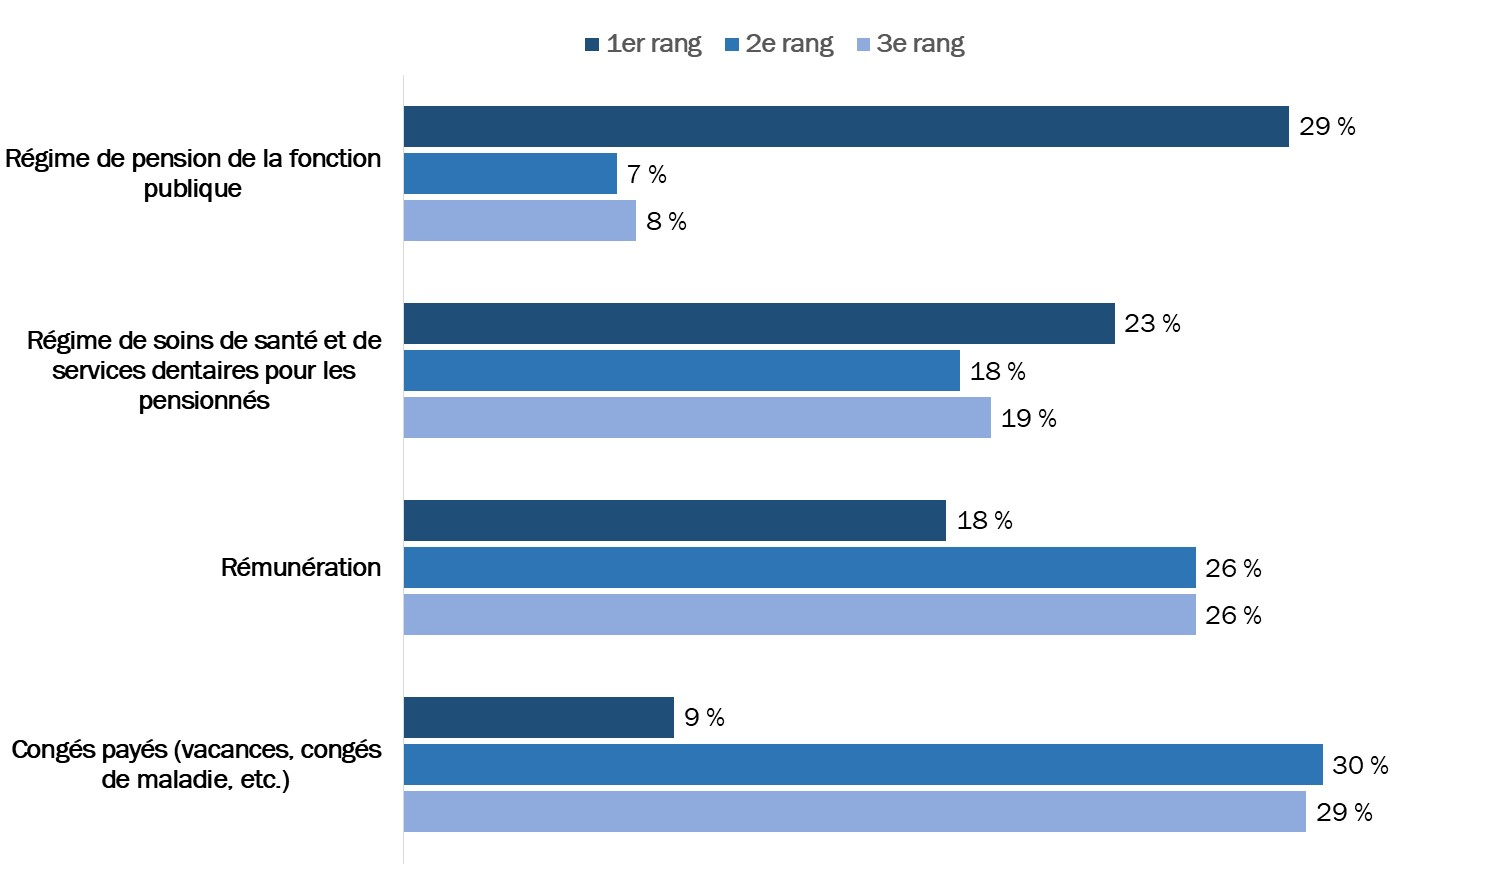 1er rang 2e rang 3e rang
Régime de pension de la fonction
publique
29 %
7 %
8 %
Régime de soins de santé et de
services dentaires pour les
pensionnés
23 %
18 %
19 %
Rémunération
18 %
26 %
26 %
Congés payés (vacances, congés
de maladie, etc.)
9 %
30 %
29 %